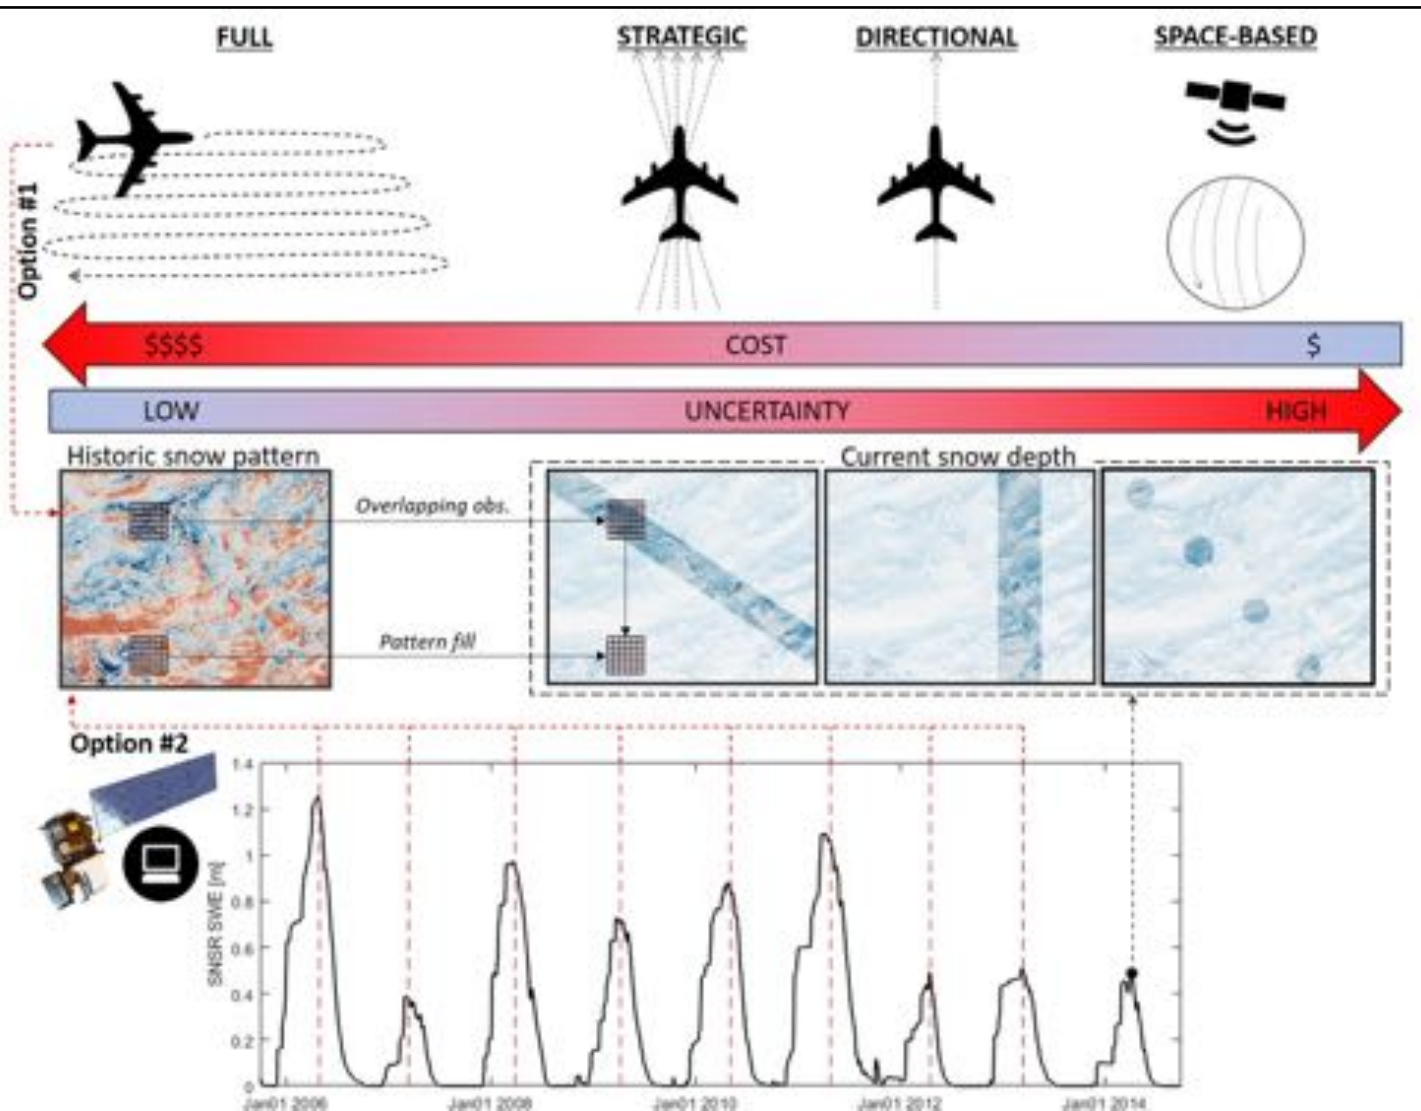 FULL
STRATEGIC
DIRECTIONAL
SPACE-BASED
Option #1
$$$$
COST
$
LOW
UNCERTAINTY
HIGH
Historic snow pattern
Current snow depth
Overlapping obs.
Pattern fill
Option #2
SNSR SWE [m]
1.4
1.2
1
0.8
0.6
0.4
0.2
0
Jan01 2006
Jan01 2008
Jan01 2010
Jan01 2012
Jan01 2014